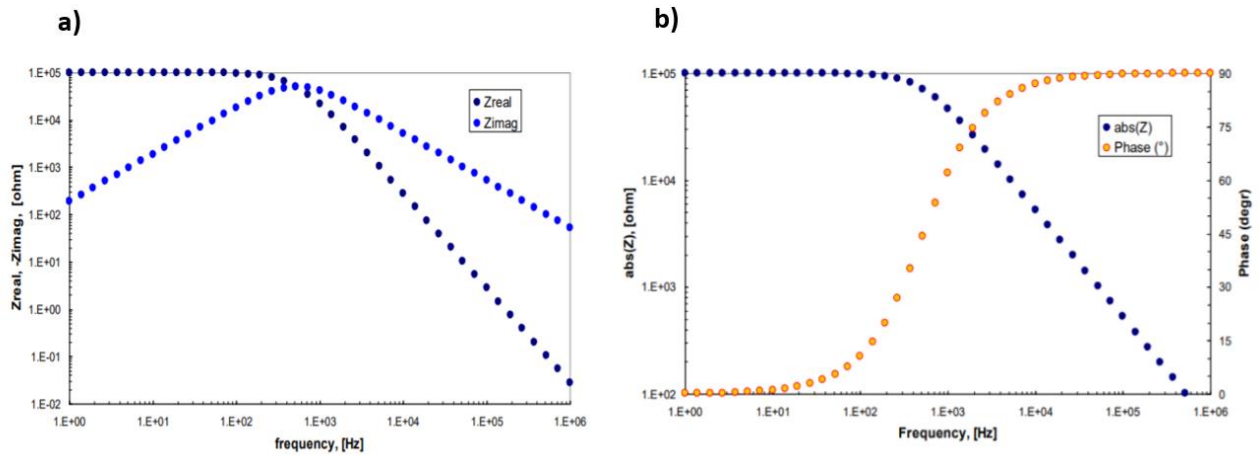 a)
1.E+05
1.E+04
1.E+03
1.E+02
1.E+01
1.E+00
1.E-01
1.E-02
Zreal, -Zimag, [ohm]
Zreal
Zimag
1.E+00 1.E+01 1.E+02 1.E+03 1.E+04 1.E+05 1.E+06
frequency, [Hz]
b)
1.E+05
1.E+04
1.E+03
1.E+02
abs(Z), [ohm]
abs(Z)
Phase (°)
90
75
60
45
30
15
0
Phase (degr)
1.E+00 1.E+01 1.E+02 1.E+03 1.E+04 1.E+05 1.E+06
Frequency, [Hz]